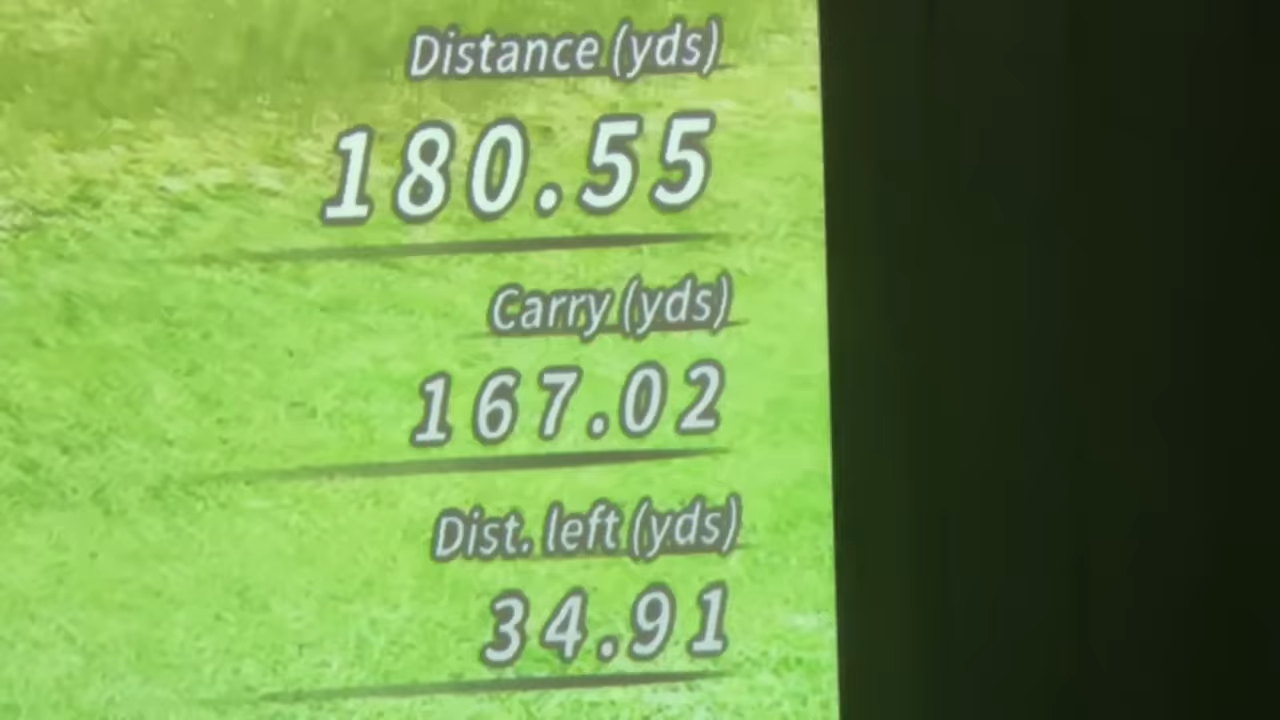 Distance (yds)
180.55
Carry (yds)
167.02
Dist. left (yds)
34.91